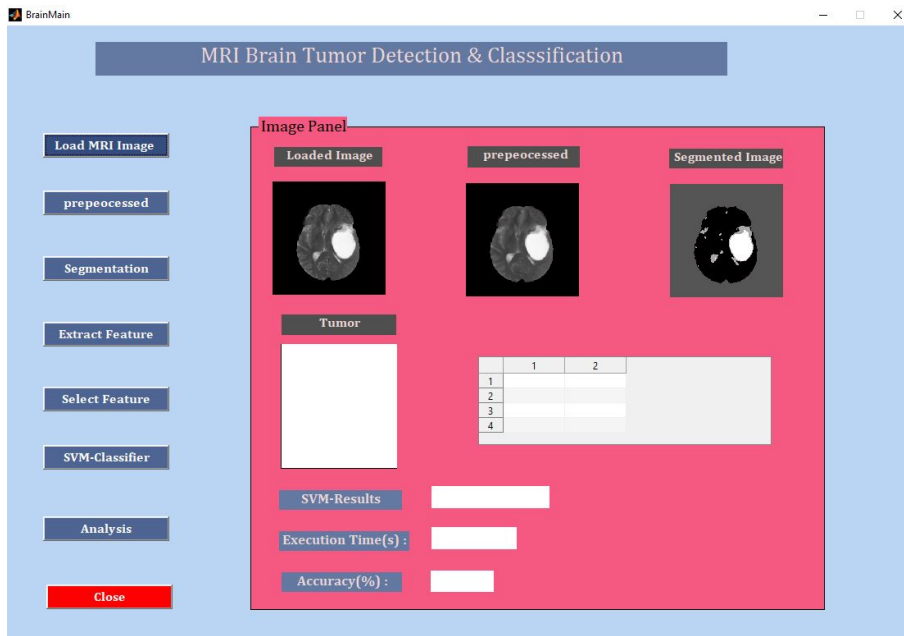 BrainMain
MRI Brain Tumor Detection & Classsification
Load MRI Image
prepeocessed
Segmentation
Extract Feature
Select Feature
SVM-Classifier
Analysis
Close
Image Panel
Loaded Image
prepeocessed
Segmented Image
Tumor
1 2
1
2
3
4
SVM-Results
Execution Time(s) :
Accuracy(%) :